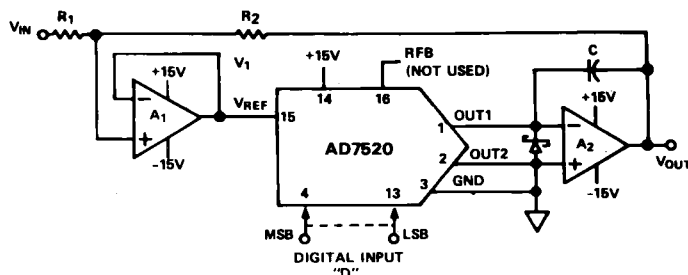 R1
R2
VIN
V1
+15V
A1
-15V
VREF
15
+15V
14
RFB
(NOT USED)
16
AD7520
1
OUT1
2
OUT2
3
GND
4
13
MSB
LSB
DIGITAL INPUT
"D"
C
+15V
A2
-15V
VOUT